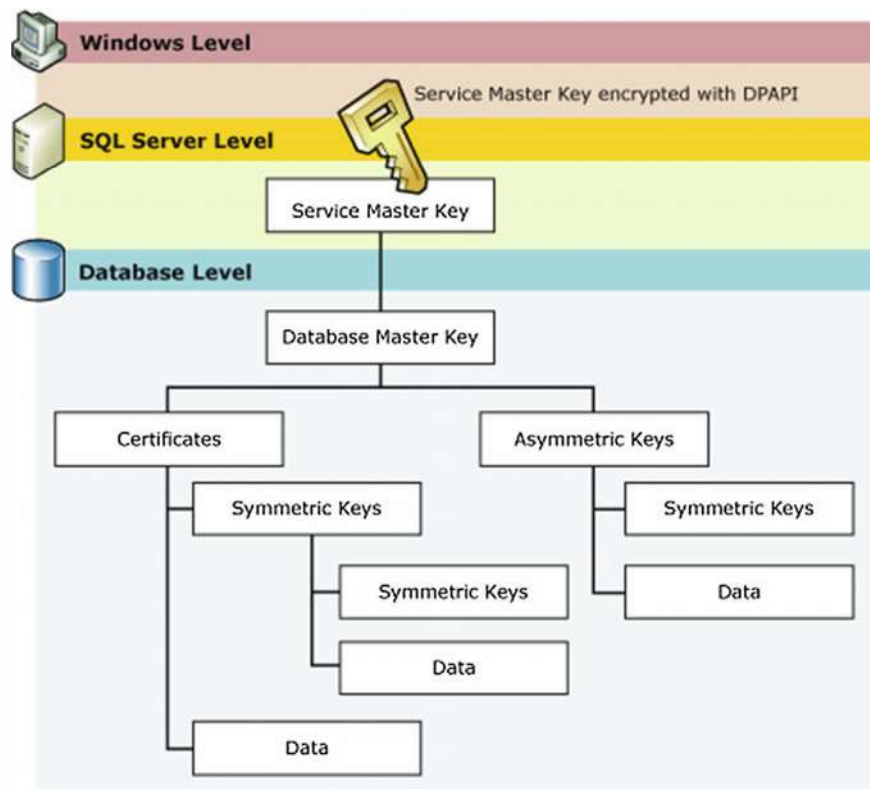 Windows Level
Service Master Key encrypted with DPAPI
SQL Server Level
Service Master Key
Database Level
Database Master Key
Certificates
Asymmetric Keys
Symmetric Keys
Symmetric Keys
Symmetric Keys
Data
Data
Data